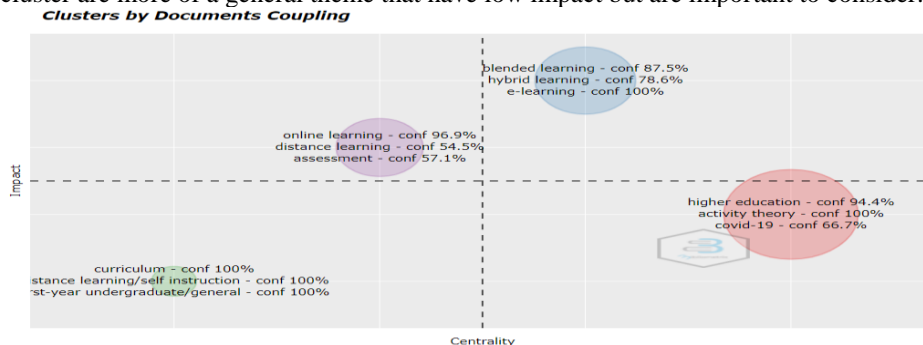 cluster are more of a general theme that have low impact but are important to consider.
Clusters by Documents Coupling
blended learning - conf 87.5%
hybrid learning - conf 78.6%
e-learning - conf 100%
online learning - conf 96.9%
distance learning - conf 54.5%
assessment - conf 57.1%
Impact
higher education - conf 94.4%
activity theory - conf 100%
covid-19 - conf 66.7%
curriculum - conf 100%
stance learning/self instruction - conf 100%
rst-year undergraduate/general - conf 100%
Centrality